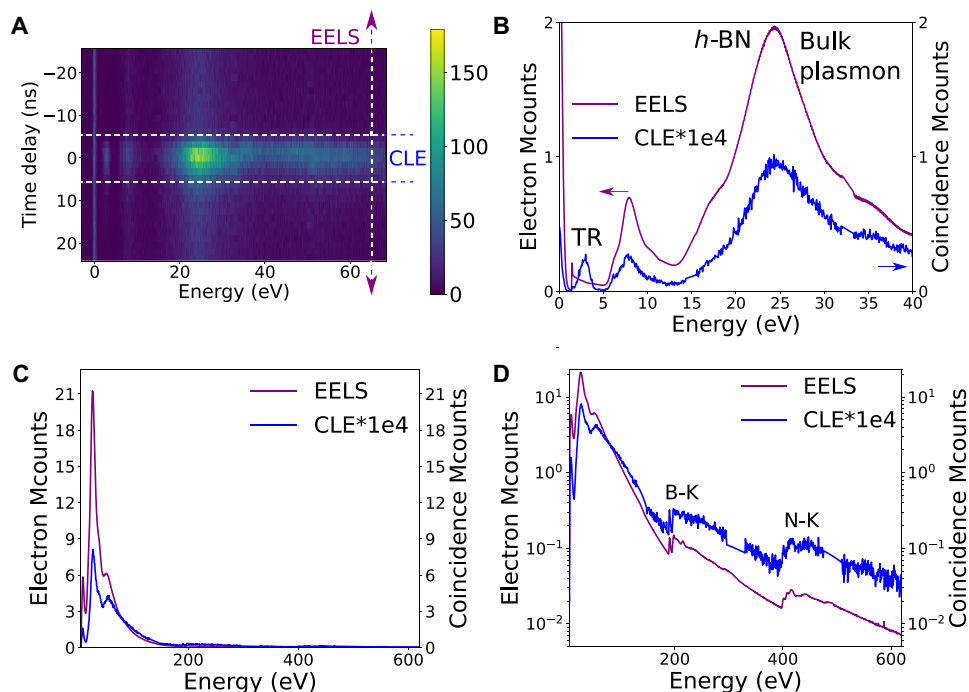 A
EELS
CLE
Time delay (ns)
−20
−10
0
10
20
0
20
40
60
Energy (eV)
150
100
50
0
B
h-BN
Bulk
plasmon
EELS
CLE*1e4
TR
Electron Mcounts
2
1
0
Coincidence Mcounts
2
1
0
0
5
10
15
20
25
30
35
40
Energy (eV)
C
EELS
CLE*1e4
Electron Mcounts
21
18
15
12
9
6
3
0
Coincidence Mcounts
21
18
15
12
9
6
3
0
200
400
600
Energy (eV)
D
EELS
CLE*1e4
B-K
N-K
Electron Mcounts
10^1
10^0
10^−1
10^−2
Coincidence Mcounts
10^1
10^0
10^−1
10^−2
200
400
600
Energy (eV)